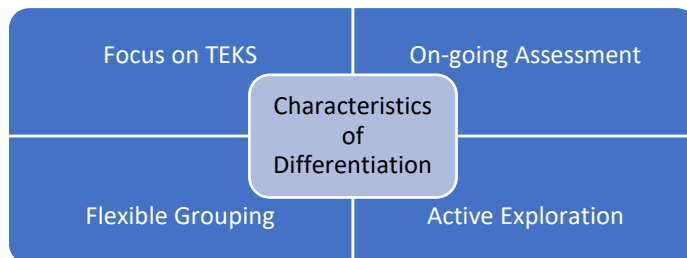 Focus on TEKS
On-going Assessment
Characteristics
of
Differentiation
Flexible Grouping
Active Exploration